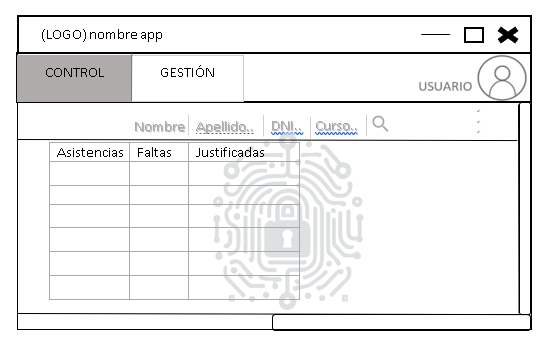 (LOGO) nombre app
CONTROL GESTIÓN
USUARIO
Nombre Apellido.. DNI.. Curso..
Asistencias Faltas Justificadas